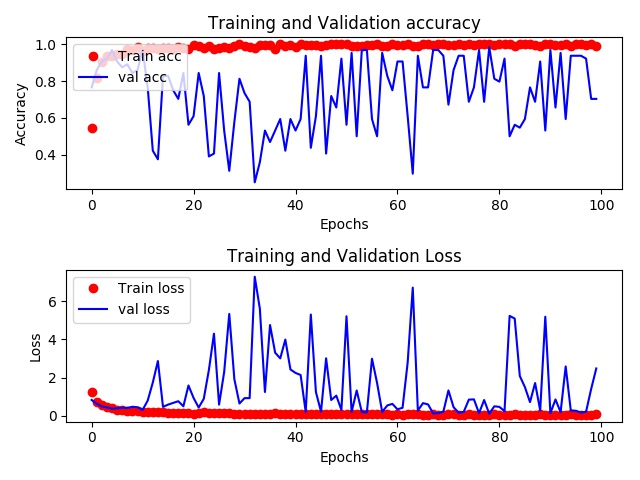 Training and Validation accuracy
1.0
0.8
0.6
0.4
Accuracy
Train acc
val acc
0 20 40 60 80 100
Epochs
Training and Validation Loss
6
4
2
0
Loss
Train loss
val loss
0 20 40 60 80 100
Epochs